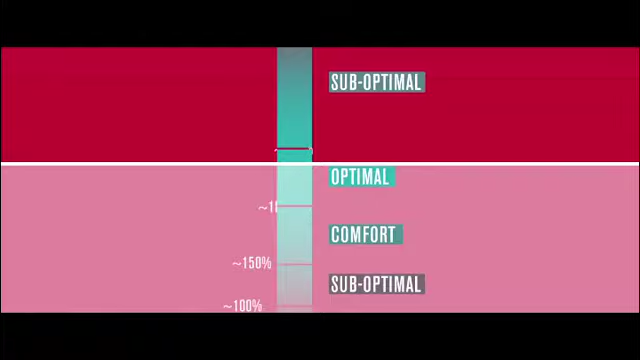 SUB-OPTIMAL
OPTIMAL
COMFORT
~150%
SUB-OPTIMAL
~100%